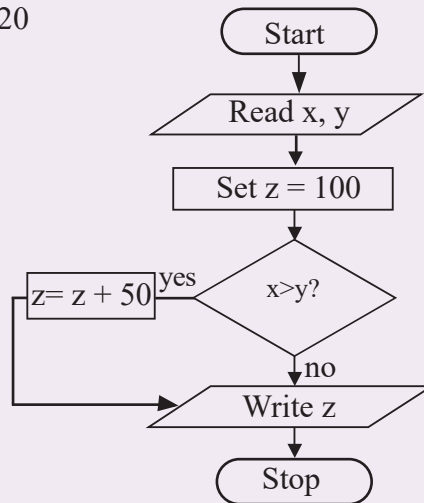 20
Start
Read x, y
Set z = 100
x>y?
yes
z= z + 50
no
Write z
Stop